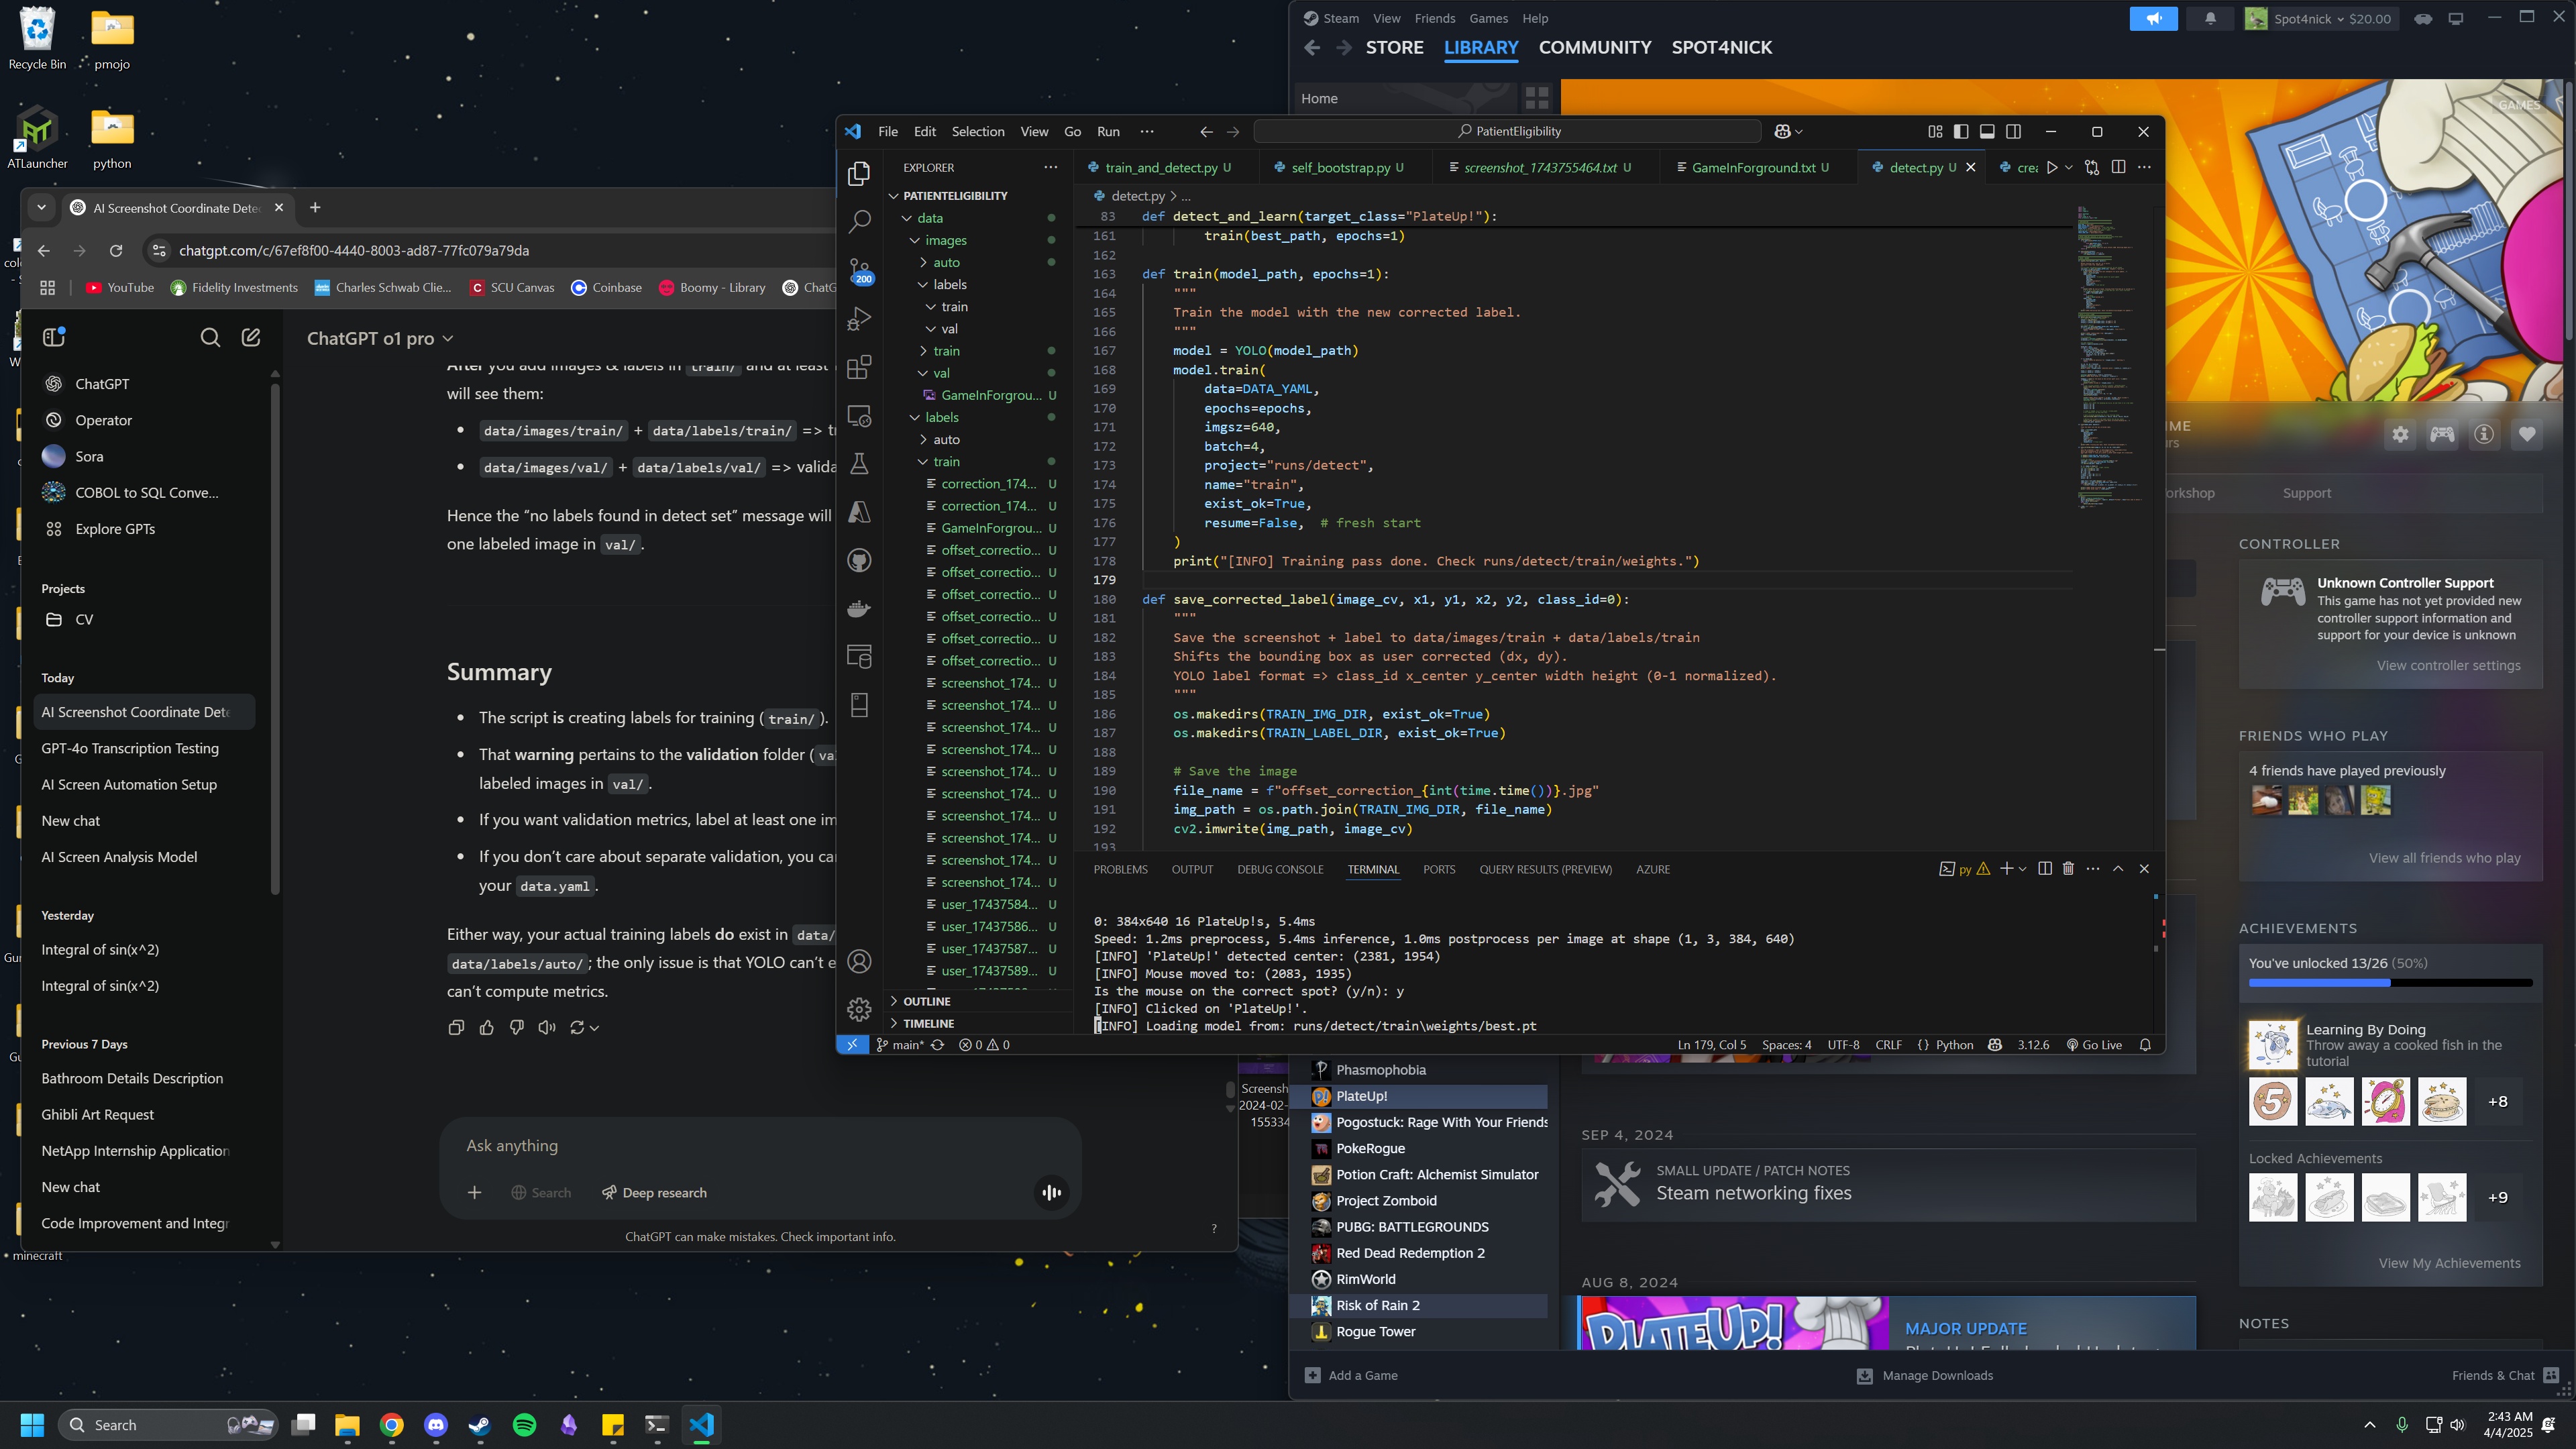 Recycle Bin
pmojo
ATLauncher
python
minecraft
AI Screenshot Coordinate Dete
chatgpt.com/c/67ef8f00-4440-8003-ad87-77fc079a79da
YouTube
Fidelity Investments
Charles Schwab Clie...
SCU Canvas
Coinbase
Boomy - Library
ChatG
ChatGPT
Operator
Sora
COBOL to SQL Conve...
Explore GPTs
Projects
CV
Today
AI Screenshot Coordinate Dete
GPT-4o Transcription Testing
AI Screen Automation Setup
New chat
AI Screen Analysis Model
Yesterday
Integral of sin(x^2)
Integral of sin(x^2)
Previous 7 Days
Bathroom Details Description
Ghibli Art Request
NetApp Internship Application
New chat
Code Improvement and Integr
ChatGPT o1 pro
After you add images & labels in train/ and at least
will see them:
• data/images/train/ + data/labels/train/ => tr
• data/images/val/ + data/labels/val/ => valida
Hence the “no labels found in detect set” message will
one labeled image in val/ .
Summary
• The script is creating labels for training ( train/ ).
• That warning pertains to the validation folder ( va
labeled images in val/ .
• If you want validation metrics, label at least one im
• If you don’t care about separate validation, you ca
your data.yaml .
Either way, your actual training labels do exist in data/
data/labels/auto/ ; the only issue is that YOLO can’t e
can’t compute metrics.
Ask anything
Search
Deep research
ChatGPT can make mistakes. Check important info.
?
Screensh
2024-02-
155334
File Edit Selection View Go Run ···
PatientEligibility
EXPLORER
PATIENTELIGIBILITY
data
images
auto
labels
train
val
train
val
GameInForgrou... U
labels
auto
train
correction_174... U
correction_174... U
GameInForgrou... U
offset_correctio... U
offset_correctio... U
offset_correctio... U
offset_correctio... U
offset_correctio... U
offset_correctio... U
screenshot_174... U
screenshot_174... U
screenshot_174... U
screenshot_174... U
screenshot_174... U
screenshot_174... U
screenshot_174... U
screenshot_174... U
screenshot_174... U
screenshot_174... U
user_17437584... U
user_17437586... U
user_17437587... U
user_17437589... U
OUTLINE
TIMELINE
200
train_and_detect.py U
self_bootstrap.py U
screenshot_1743755464.txt U
GameInForground.txt U
detect.py U
crea
detect.py > ...
83 def detect_and_learn(target_class="PlateUp!"):
161 train(best_path, epochs=1)
162
163 def train(model_path, epochs=1):
164 """
165 Train the model with the new corrected label.
166 """
167 model = YOLO(model_path)
168 model.train(
169 data=DATA_YAML,
170 epochs=epochs,
171 imgsz=640,
172 batch=4,
173 project="runs/detect",
174 name="train",
175 exist_ok=True,
176 resume=False, # fresh start
177 )
178 print("[INFO] Training pass done. Check runs/detect/train/weights.")
179
180 def save_corrected_label(image_cv, x1, y1, x2, y2, class_id=0):
181 """
182 Save the screenshot + label to data/images/train + data/labels/train
183 Shifts the bounding box as user corrected (dx, dy).
184 YOLO label format => class_id x_center y_center width height (0-1 normalized).
185 """
186 os.makedirs(TRAIN_IMG_DIR, exist_ok=True)
187 os.makedirs(TRAIN_LABEL_DIR, exist_ok=True)
188
189 # Save the image
190 file_name = f"offset_correction_{int(time.time())}.jpg"
191 img_path = os.path.join(TRAIN_IMG_DIR, file_name)
192 cv2.imwrite(img_path, image_cv)
193
PROBLEMS OUTPUT DEBUG CONSOLE TERMINAL PORTS QUERY RESULTS (PREVIEW) AZURE
py
0: 384x640 16 PlateUp!s, 5.4ms
Speed: 1.2ms preprocess, 5.4ms inference, 1.0ms postprocess per image at shape (1, 3, 384, 640)
[INFO] 'PlateUp!' detected center: (2381, 1954)
[INFO] Mouse moved to: (2083, 1935)
Is the mouse on the correct spot? (y/n): y
[INFO] Clicked on 'PlateUp!'.
[INFO] Loading model from: runs/detect/train\weights/best.pt
main* 0 0
Ln 179, Col 5 Spaces: 4 UTF-8 CRLF {} Python 3.12.6 Go Live
Steam View Friends Games Help
Spot4nick $20.00
STORE LIBRARY COMMUNITY SPOT4NICK
Home
GAMES
Workshop
Support
CONTROLLER
Unknown Controller Support
This game has not yet provided new
controller support information and
support for your device is unknown
View controller settings
FRIENDS WHO PLAY
4 friends have played previously
View all friends who play
ACHIEVEMENTS
You've unlocked 13/26 (50%)
Learning By Doing
Throw away a cooked fish in the
tutorial
5
+8
Locked Achievements
+9
View My Achievements
NOTES
Phasmophobia
PlateUp!
Pogostuck: Rage With Your Friends
PokeRogue
Potion Craft: Alchemist Simulator
Project Zomboid
PUBG: BATTLEGROUNDS
Red Dead Redemption 2
RimWorld
Risk of Rain 2
Rogue Tower
SEP 4, 2024
SMALL UPDATE / PATCH NOTES
Steam networking fixes
AUG 8, 2024
PLATEUP!
MAJOR UPDATE
Add a Game
Manage Downloads
Friends & Chat
Search
2:43 AM
4/4/2025